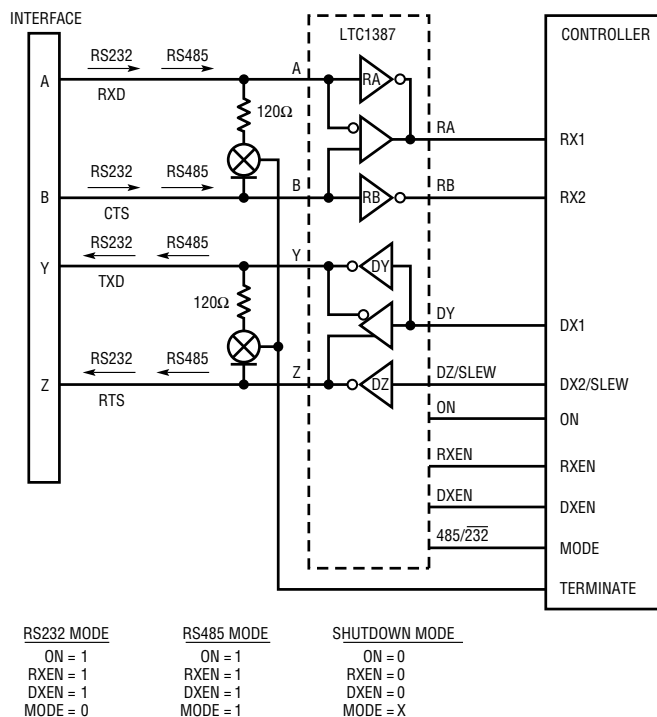 INTERFACE
LTC1387
CONTROLLER
RS232 RS485
A
RXD
A
RA
RA
RX1
120Ω
RS232 RS485
B
CTS
B
RB
RB
RX2
RS232 RS485
Y
TXD
Y
DY
120Ω
DY
DX1
RS232 RS485
Z
RTS
Z
DZ
DZ/SLEW
DX2/SLEW
ON
ON
RXEN
RXEN
DXEN
DXEN
485/2̅3̅2̅
MODE
TERMINATE
RS232 MODE
ON = 1
RXEN = 1
DXEN = 1
MODE = 0
RS485 MODE
ON = 1
RXEN = 1
DXEN = 1
MODE = 1
SHUTDOWN MODE
ON = 0
RXEN = 0
DXEN = 0
MODE = X